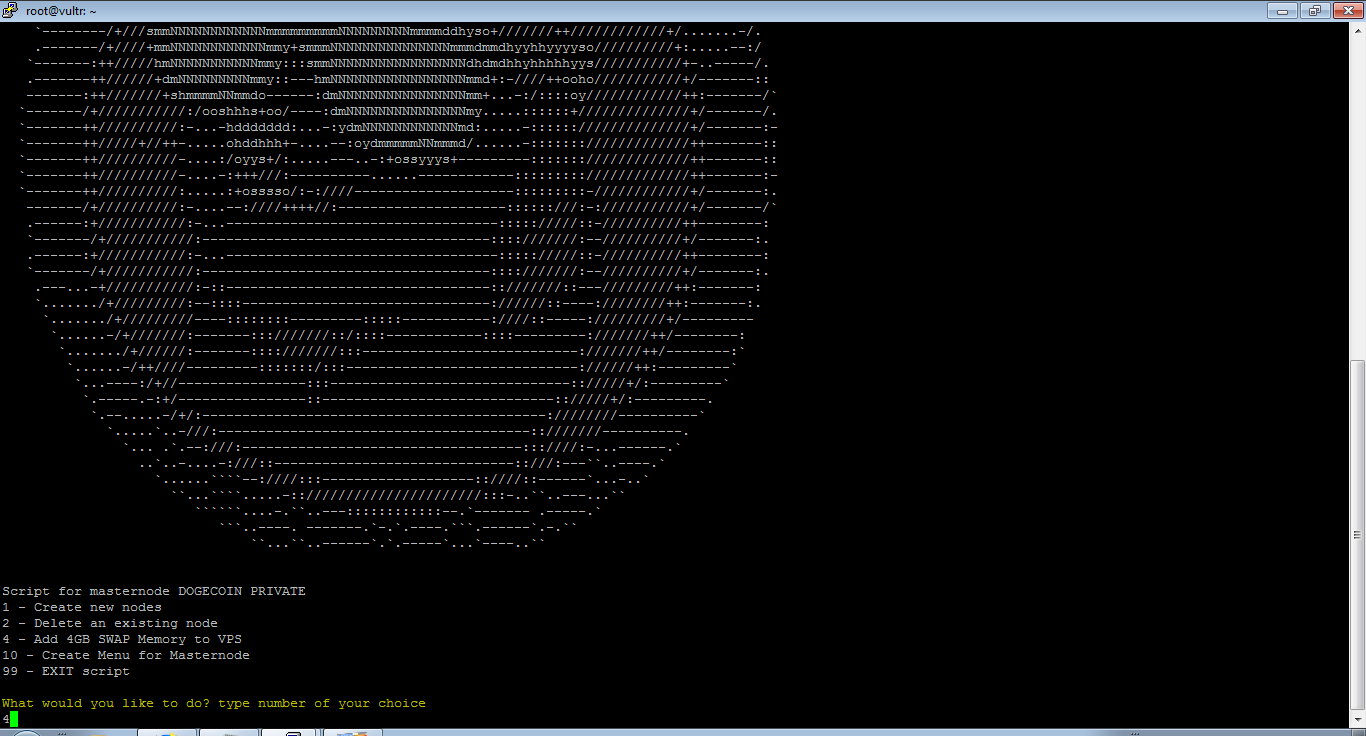 root@vultr: ~
Script for masternode DOGECOIN PRIVATE
1 - Create new nodes
2 - Delete an existing node
4 - Add 4GB SWAP Memory to VPS
10 - Create Menu for Masternode
99 - EXIT script
What would you like to do? type number of your choice
4